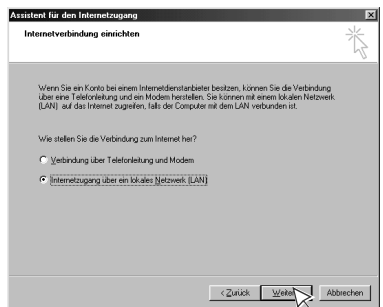 Assistent für den Internetzugang
Internetverbindung einrichten
Wenn Sie ein Konto bei einem Internetdienstanbieter besitzen, können Sie die Verbindung
über eine Telefonleitung und ein Modem herstellen. Sie können mit einem lokalen Netzwerk
(LAN) auf das Internet zugreifen, falls der Computer mit dem LAN verbunden ist.
Wie stellen Sie die Verbindung zum Internet her?
Verbindung über Telefonleitung und Modem
Internetzugang über ein lokales Netzwerk (LAN)
< Zurück Weiter Abbrechen